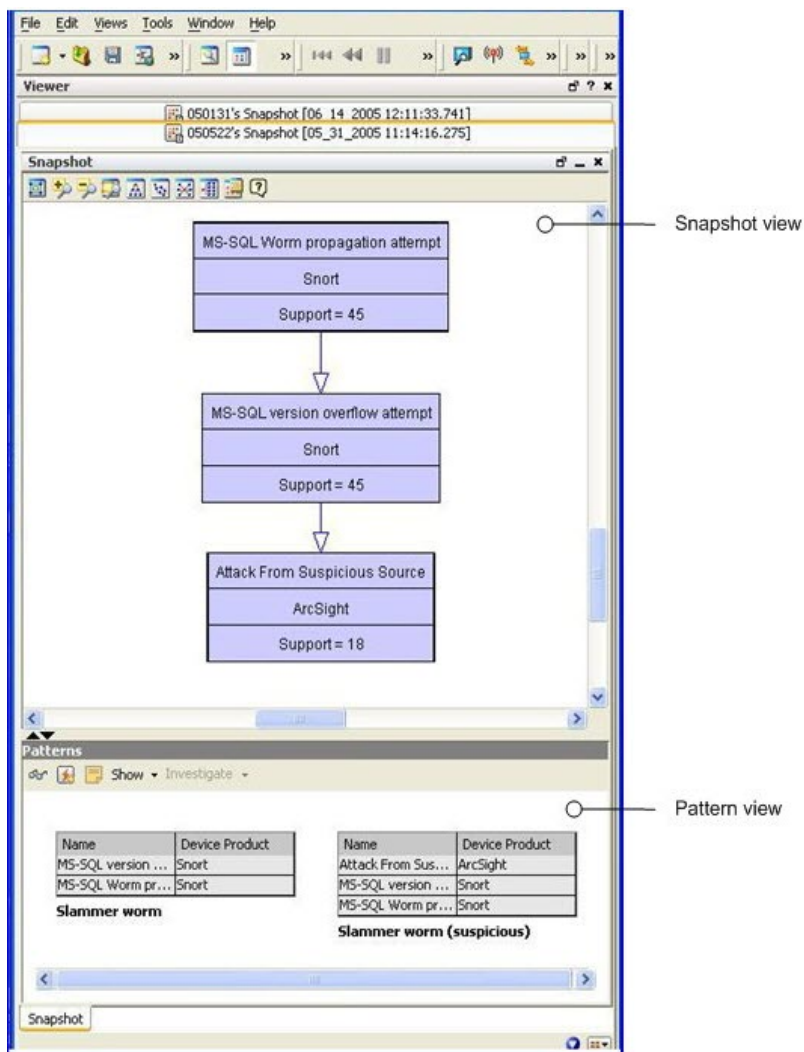 File Edit Views Tools Window Help
» » » » » »
Viewer
050131's Snapshot [06_14_2005 12:11:33.741]
050522's Snapshot [05_31_2005 11:14:16.275]
Snapshot
MS-SQL Worm propagation attempt
Snort
Support = 45
MS-SQL version overflow attempt
Snort
Support = 45
Attack From Suspicious Source
ArcSight
Support = 18
Snapshot view
Patterns
Show Investigate
Pattern view
Name Device Product
MS-SQL version ... Snort
MS-SQL Worm pr... Snort
Slammer worm
Name Device Product
Attack From Sus... ArcSight
MS-SQL version ... Snort
MS-SQL Worm pr... Snort
Slammer worm (suspicious)
Snapshot